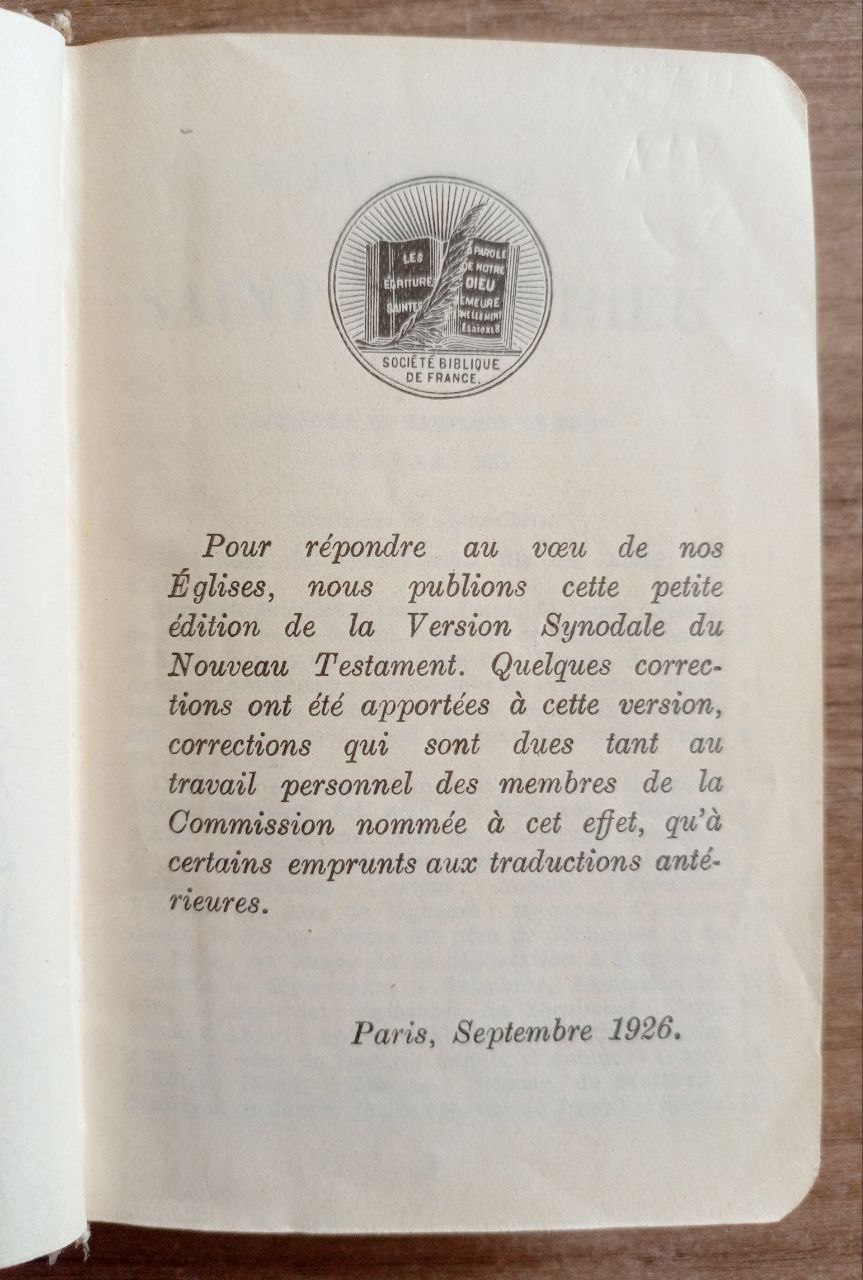 LES
ÉCRITURE
SAINTES
PAROLE
DE NOTRE
DIEU
EMEURE
NELLEMENT
ÉSAIE XL 8
SOCIÉTÉ BIBLIQUE
DE FRANCE.
Pour répondre au vœu de nos
Églises, nous publions cette petite
édition de la Version Synodale du
Nouveau Testament. Quelques correc-
tions ont été apportées à cette version,
corrections qui sont dues tant au
travail personnel des membres de la
Commission nommée à cet effet, qu'à
certains emprunts aux traductions anté-
rieures.
Paris, Septembre 1926.